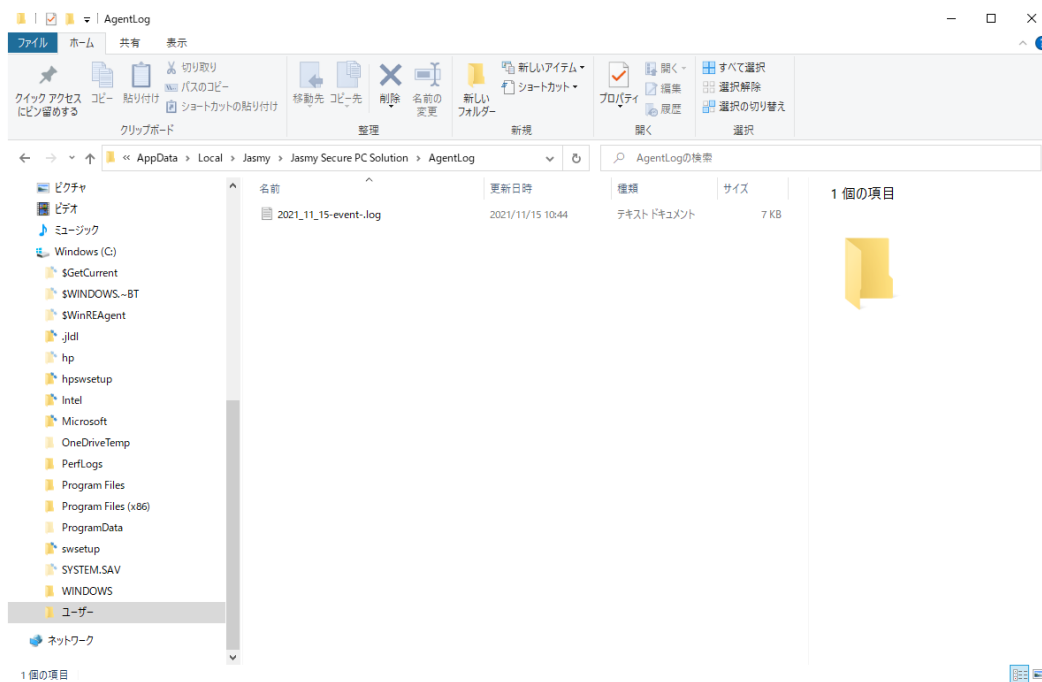 AgentLog
ファイル ホーム 共有 表示
クイック アクセスにピン留めする
コピー
貼り付け
切り取り
パスのコピー
ショートカットの貼り付け
クリップボード
移動先
コピー先
削除
名前の変更
整理
新しいフォルダー
新しいアイテム
ショートカット
新規
プロパティ
開く
編集
履歴
開く
すべて選択
選択解除
選択の切り替え
選択
« AppData › Local › Jasmy › Jasmy Secure PC Solution › AgentLog
AgentLogの検索
ピクチャ
ビデオ
ミュージック
Windows (C:)
$GetCurrent
$WINDOWS.~BT
$WinREAgent
.jldl
hp
hpswsetup
Intel
Microsoft
OneDriveTemp
PerfLogs
Program Files
Program Files (x86)
ProgramData
swsetup
SYSTEM.SAV
WINDOWS
ユーザー
ネットワーク
名前 更新日時 種類 サイズ
2021_11_15-event-.log 2021/11/15 10:44 テキスト ドキュメント 7 KB
1 個の項目
1 個の項目